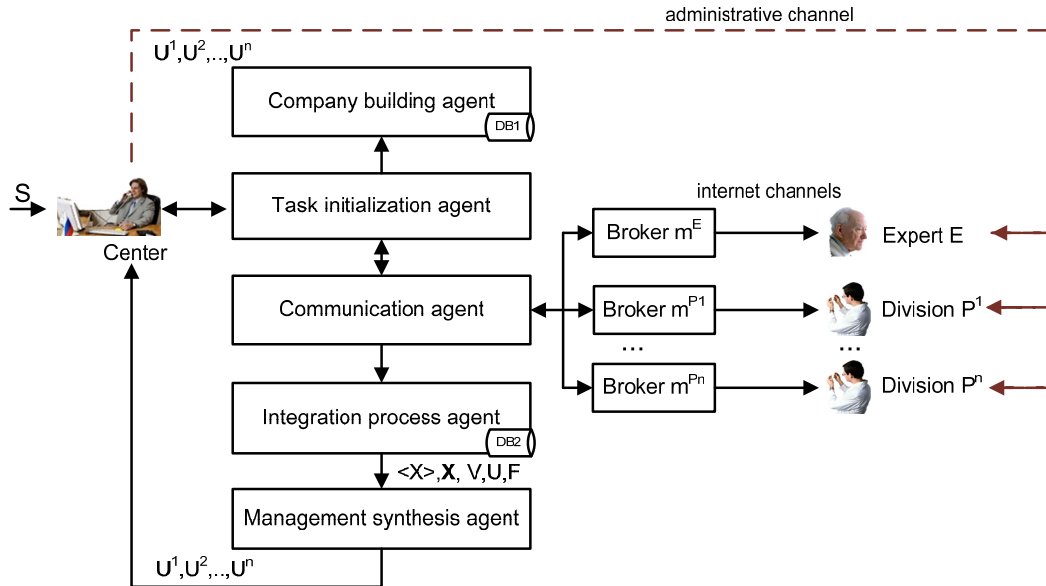 administrative channel
U¹,U²,..,Uⁿ
Company building agent
DB1
S
Task initialization agent
Center
internet channels
Broker mᴱ
Expert E
Communication agent
Broker mᴾ¹
Division P¹
...
...
Broker mᴾⁿ
Division Pⁿ
Integration process agent
DB2
<X>,X, V,U,F
Management synthesis agent
U¹,U²,..,Uⁿ